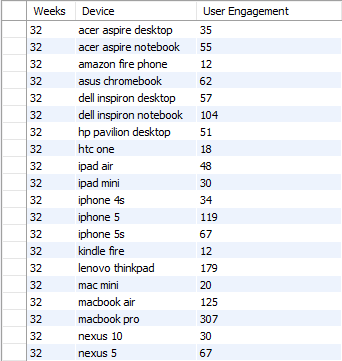 Weeks Device User Engagement
32 acer aspire desktop 35
32 acer aspire notebook 55
32 amazon fire phone 12
32 asus chromebook 62
32 dell inspiron desktop 57
32 dell inspiron notebook 104
32 hp pavilion desktop 51
32 htc one 18
32 ipad air 48
32 ipad mini 30
32 iphone 4s 34
32 iphone 5 119
32 iphone 5s 67
32 kindle fire 12
32 lenovo thinkpad 179
32 mac mini 20
32 macbook air 125
32 macbook pro 307
32 nexus 10 30
32 nexus 5 67